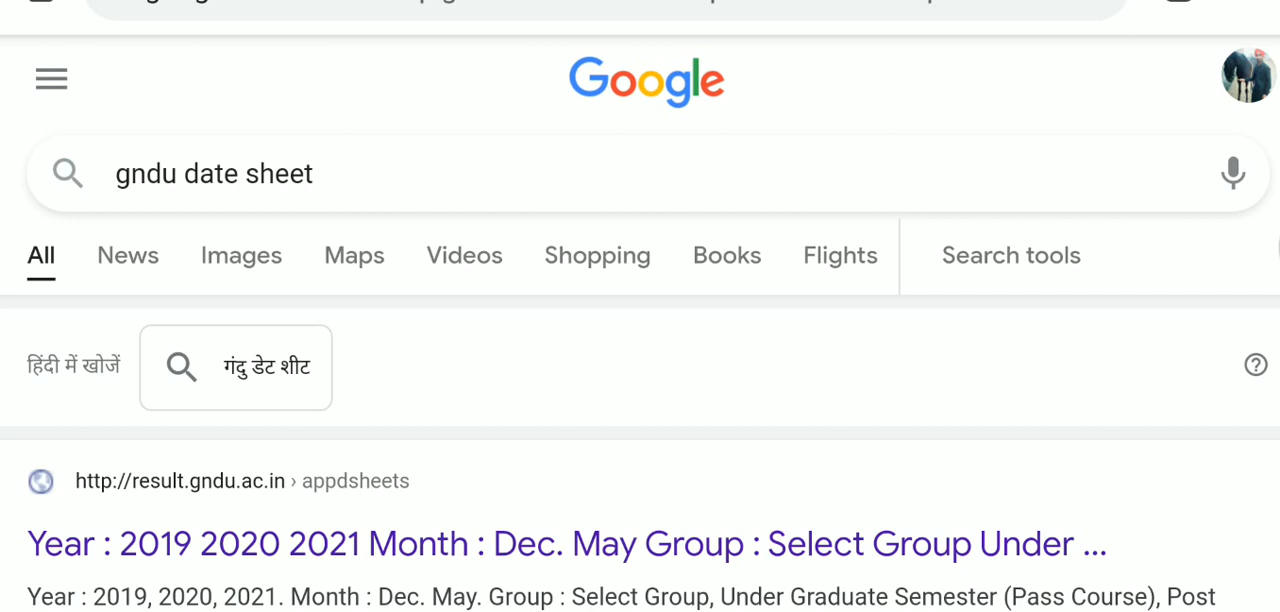 Google
gndu date sheet
All News Images Maps Videos Shopping Books Flights Search tools
हिंदी में खोजें गंदु डेट शीट
http://result.gndu.ac.in › appdsheets
Year : 2019 2020 2021 Month : Dec. May Group : Select Group Under ...
Year : 2019, 2020, 2021. Month : Dec. May. Group : Select Group, Under Graduate Semester (Pass Course), Post